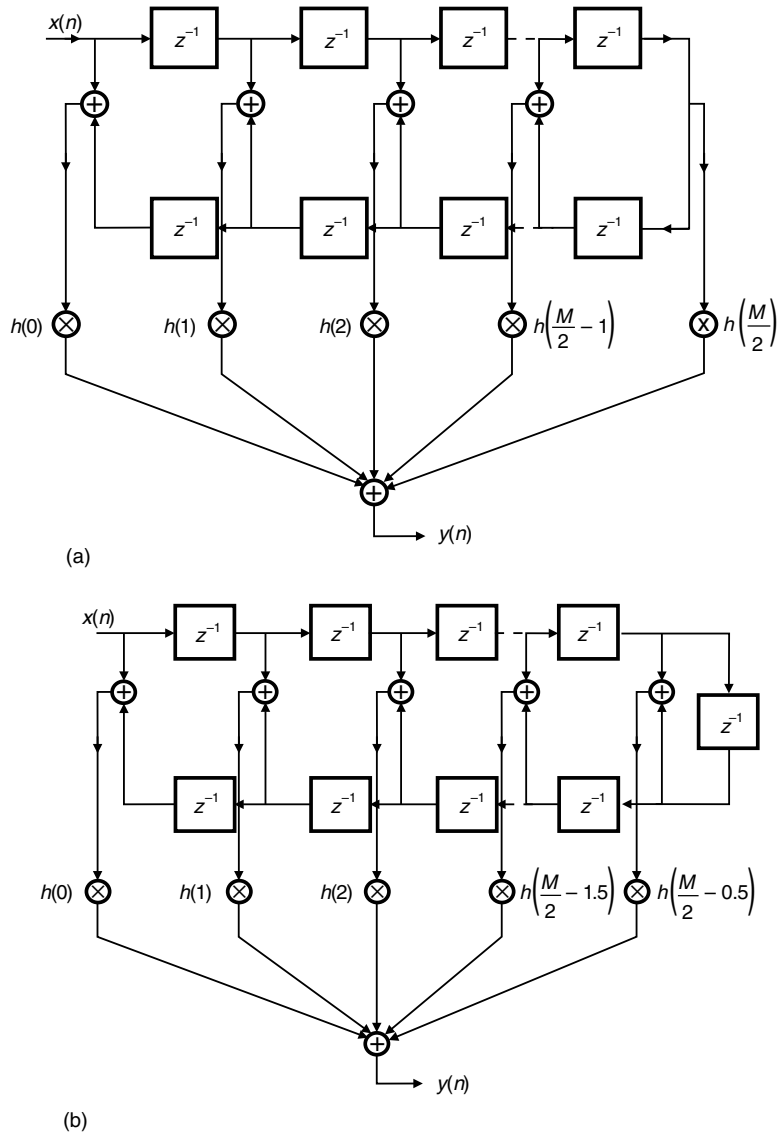 x(n)
z⁻¹ z⁻¹ z⁻¹ z⁻¹
z⁻¹ z⁻¹ z⁻¹ z⁻¹
h(0) h(1) h(2) h(M/2 − 1) h(M/2)
y(n)
(a)
x(n)
z⁻¹ z⁻¹ z⁻¹ z⁻¹
z⁻¹
z⁻¹ z⁻¹ z⁻¹ z⁻¹
h(0) h(1) h(2) h(M/2 − 1.5) h(M/2 − 0.5)
y(n)
(b)